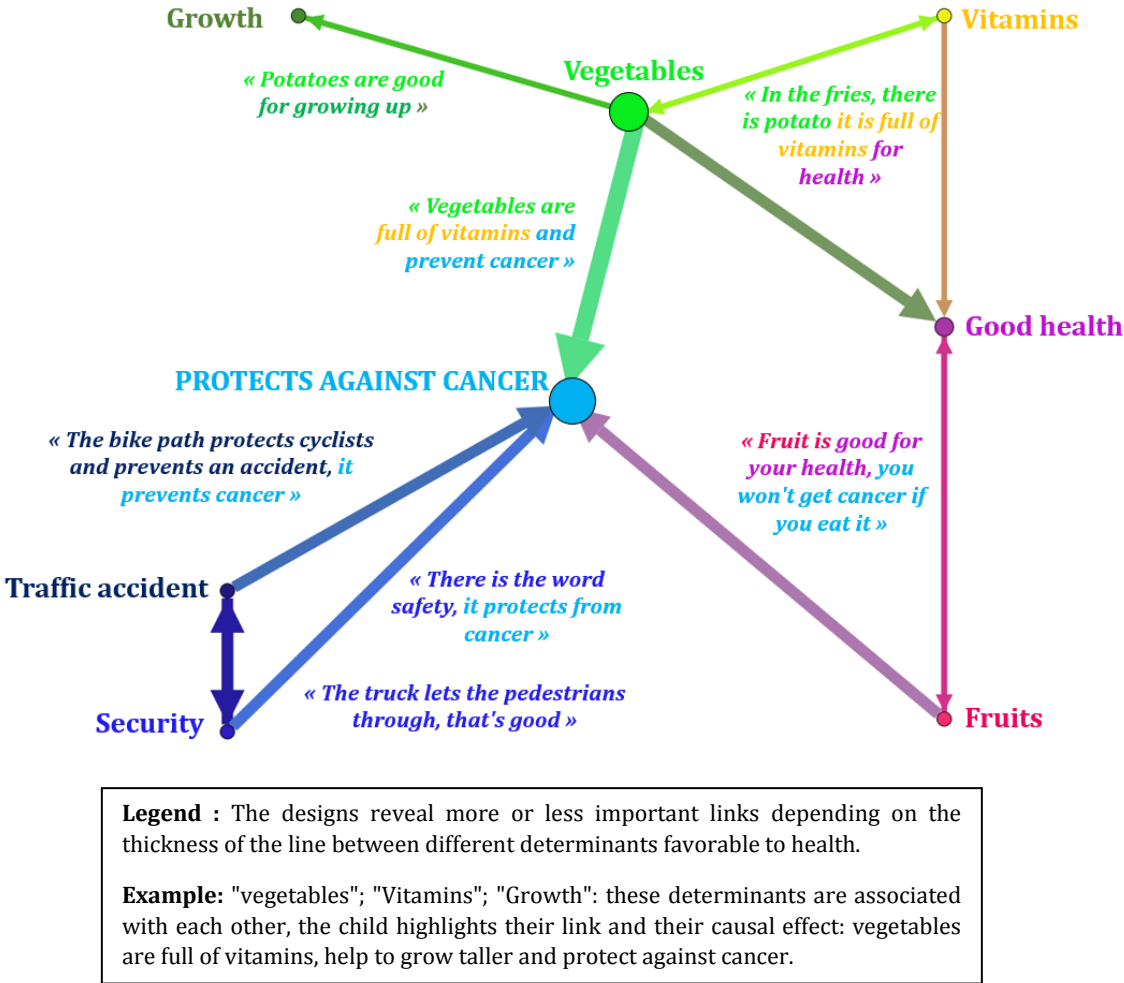 Growth
Vitamins
Vegetables
« Potatoes are good
for growing up »
« In the fries, there
is potato it is full of
vitamins for
health »
« Vegetables are
full of vitamins and
prevent cancer »
Good health
PROTECTS AGAINST CANCER
« The bike path protects cyclists
and prevents an accident, it
prevents cancer »
« Fruit is good for
your health, you
won't get cancer if
you eat it »
Traffic accident
« There is the word
safety, it protects from
cancer »
« The truck lets the pedestrians
through, that's good »
Security
Fruits
Legend : The designs reveal more or less important links depending on the
thickness of the line between different determinants favorable to health.
Example: "vegetables"; "Vitamins"; "Growth": these determinants are associated
with each other, the child highlights their link and their causal effect: vegetables
are full of vitamins, help to grow taller and protect against cancer.